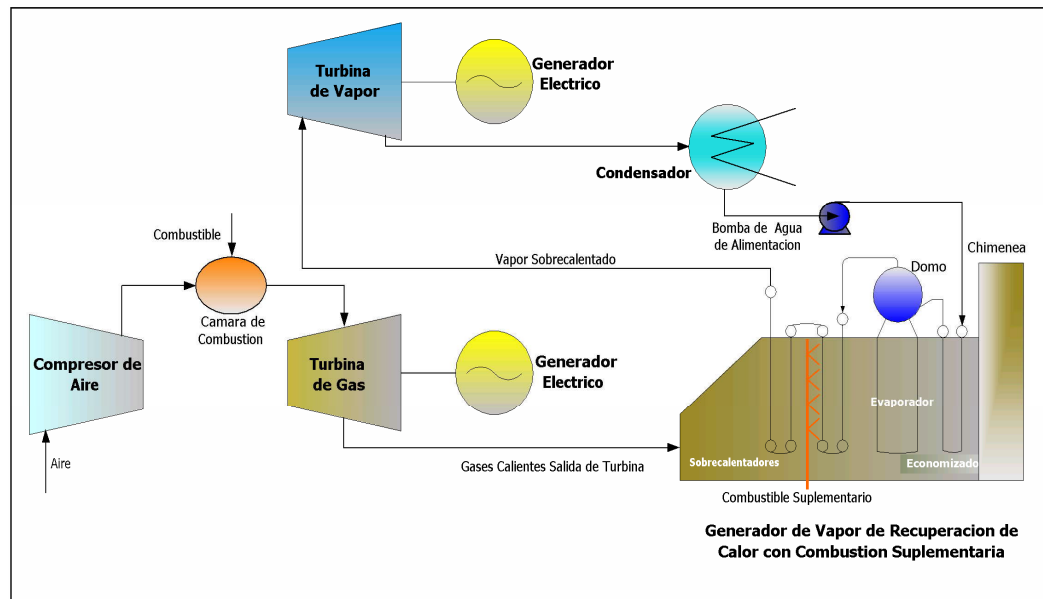 Turbina
de Vapor
Generador
Electrico
Condensador
Bomba de Agua
de Alimentacion
Chimenea
Combustible
Vapor Sobrecalentado
Domo
Camara de
Combustion
Compresor de
Aire
Turbina
de Gas
Generador
Electrico
Evaporador
Aire
Gases Calientes Salida de Turbina
Sobrecalentadores
Economizado
Combustible Suplementario
Generador de Vapor de Recuperacion de
Calor con Combustion Suplementaria